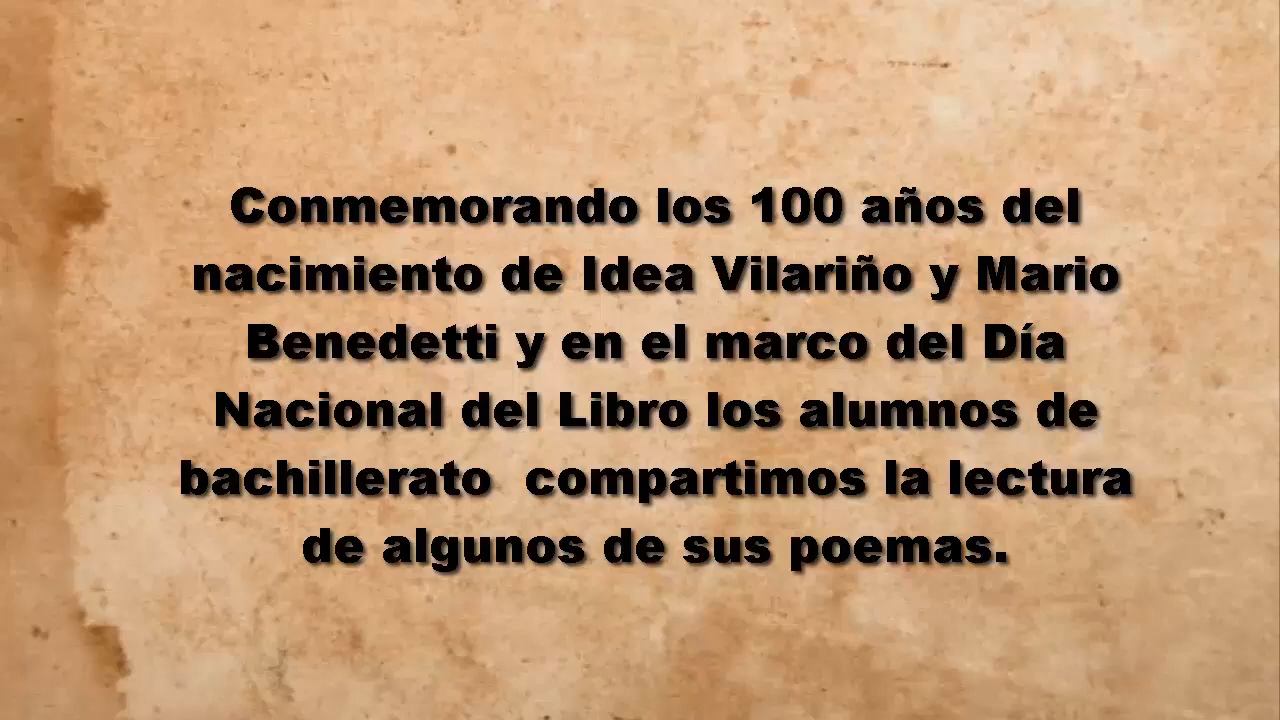 Conmemorando los 100 años del
nacimiento de Idea Vilariño y Mario
Benedetti y en el marco del Día
Nacional del Libro los alumnos de
bachillerato  compartimos la lectura
de algunos de sus poemas.